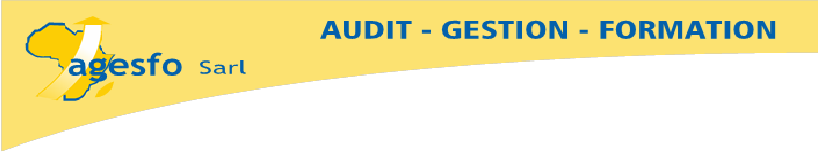 AUDIT - GESTION - FORMATION
agesfo Sarl